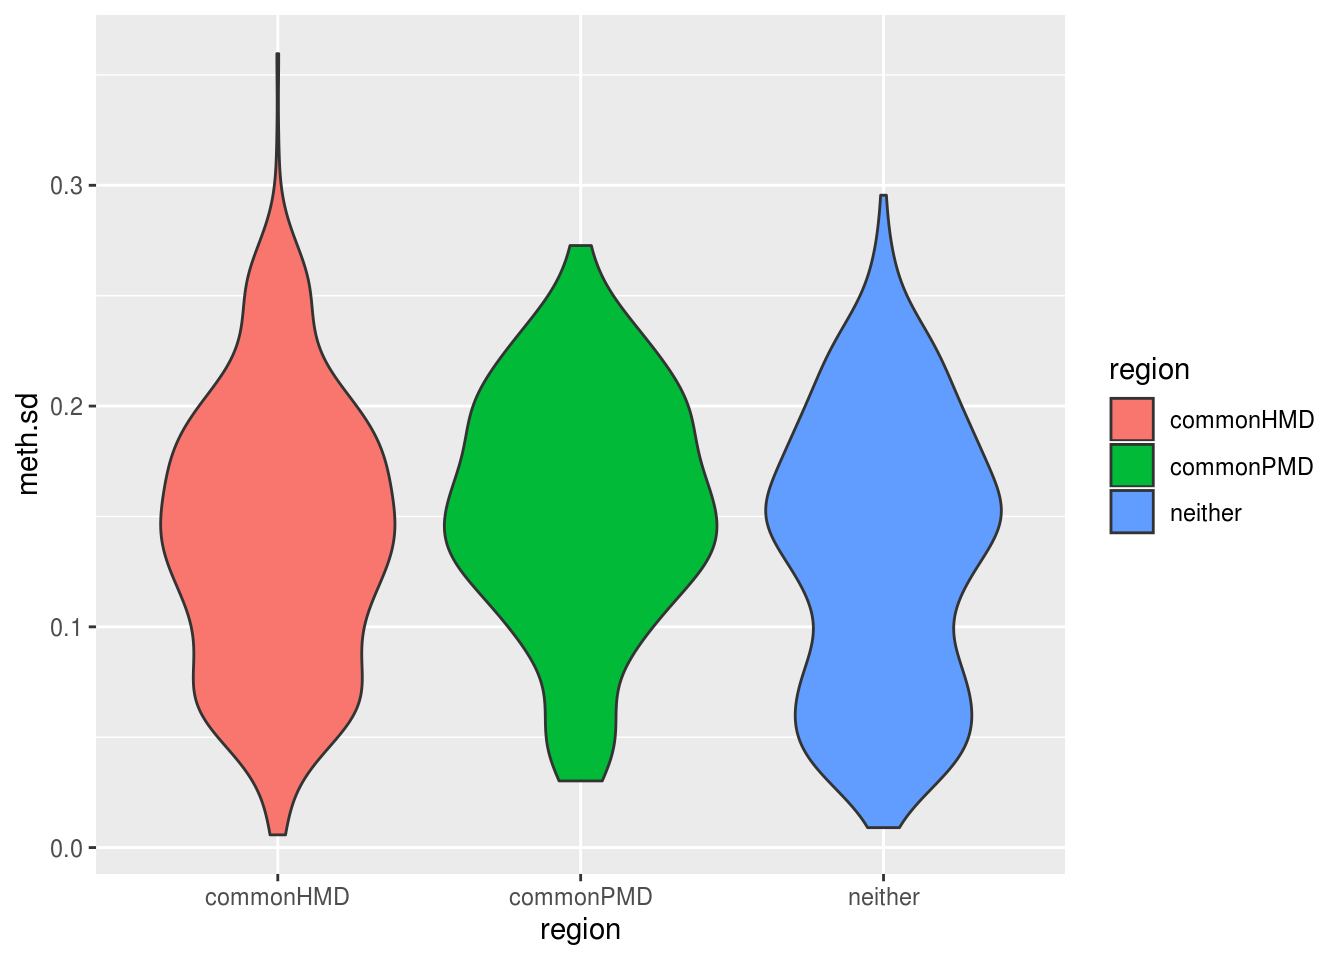 meth.sd
0.3
0.2
0.1
0.0
commonHMD
commonPMD
neither
region
region
commonHMD
commonPMD
neither